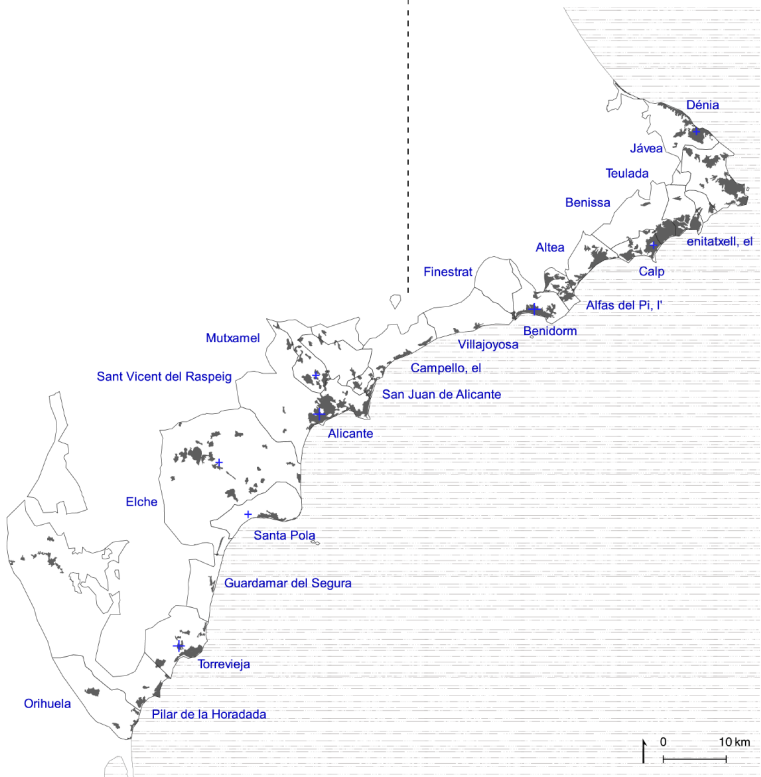 Dénia
Jávea
Teulada
Benissa
enitatxell, el
Altea
Calp
Finestrat
Alfas del Pi, l'
Benidorm
Mutxamel
Villajoyosa
Campello, el
Sant Vicent del Raspeig
San Juan de Alicante
Alicante
Elche
Santa Pola
Guardamar del Segura
Torrevieja
Orihuela
Pilar de la Horadada
0 10 km